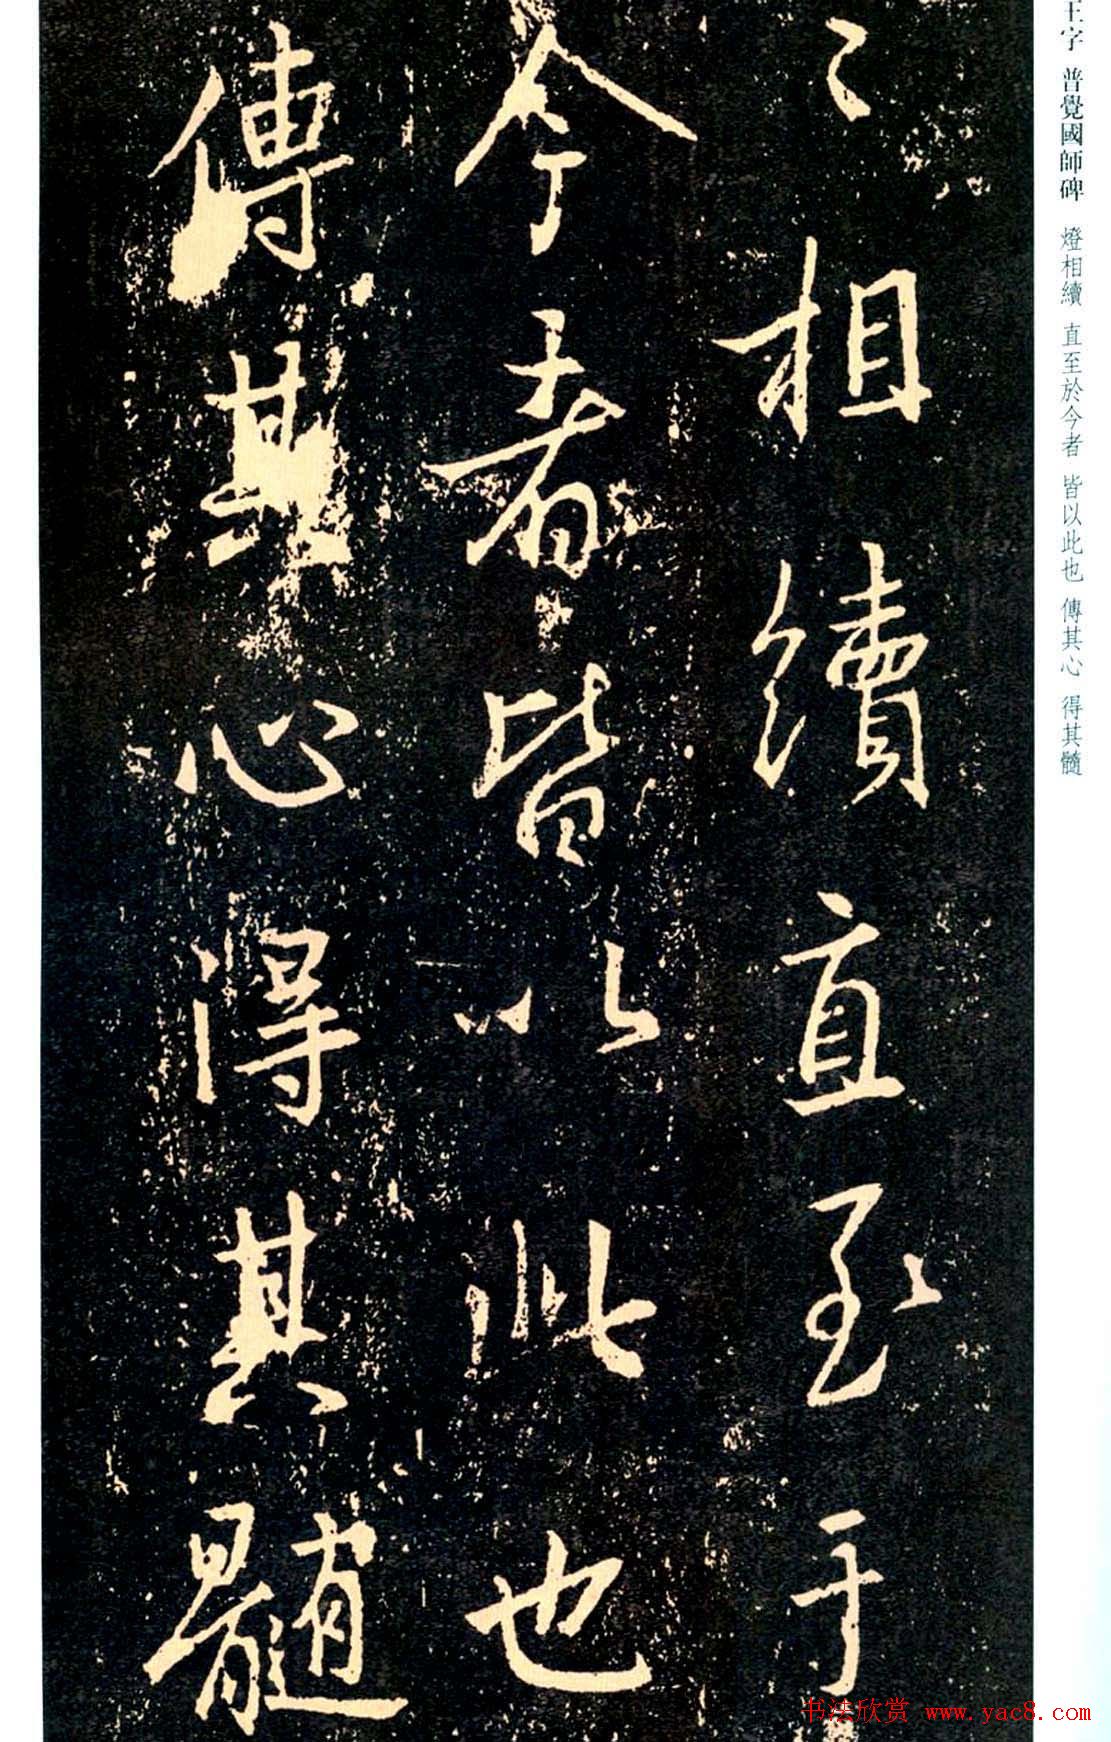 王字 普覺國師碑 燈相續 直至於今者 皆以此也 傳其心 得其髓
〻相續直至于
今者皆以此也
傳其心得其髓
书法欣赏 www.yac8.com